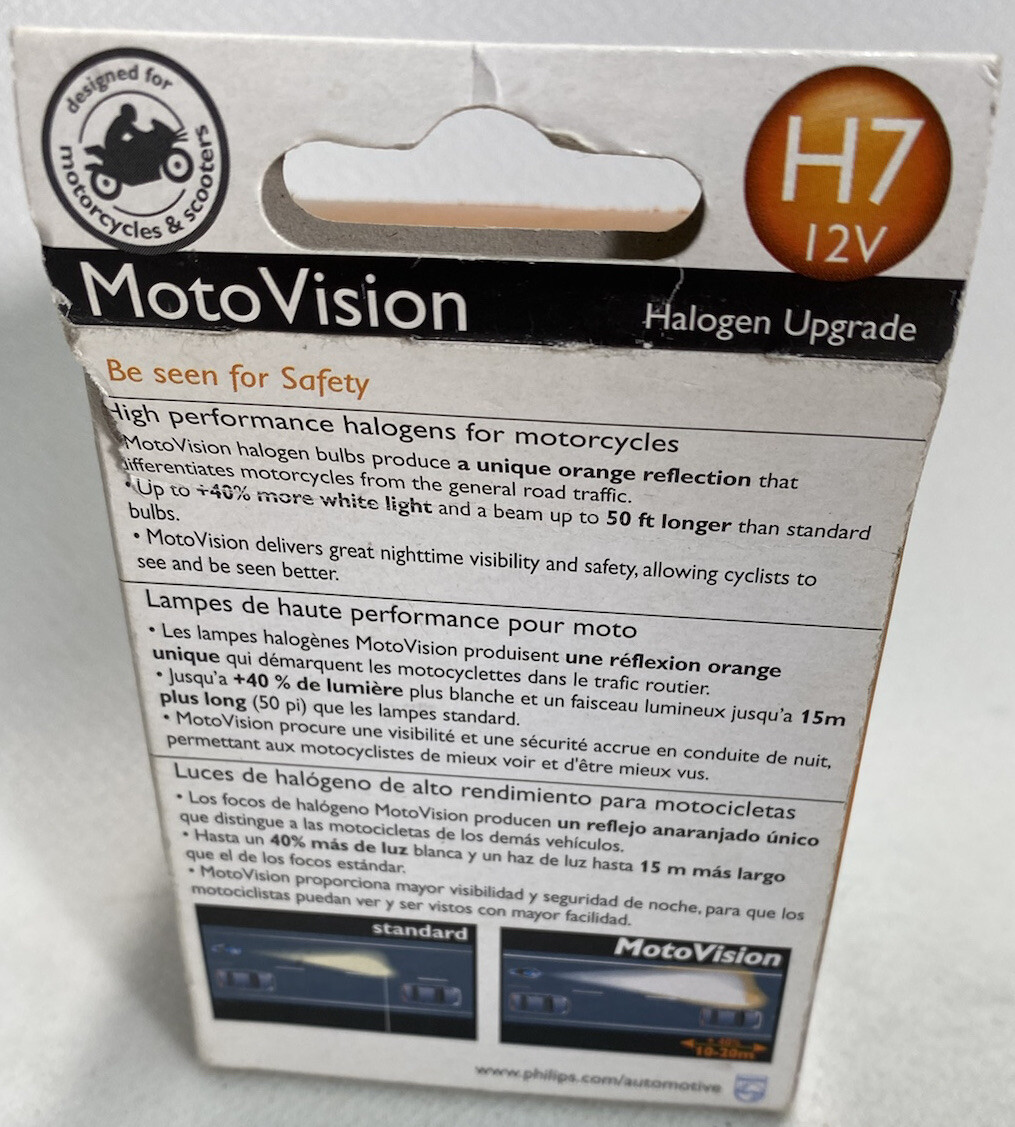 designed for
motorcycles & scooters
H7
12V
MotoVision
Halogen Upgrade
Be seen for Safety
High performance halogens for motorcycles
MotoVision halogen bulbs produce a unique orange reflection that
differentiates motorcycles from the general road traffic.
• Up to +40% more white light and a beam up to 50 ft longer than standard
bulbs.
• MotoVision delivers great nighttime visibility and safety, allowing cyclists to
see and be seen better.
Lampes de haute performance pour moto
• Les lampes halogènes MotoVision produisent une réflexion orange
unique qui démarquent les motocyclettes dans le trafic routier.
• Jusqu'a +40 % de lumière plus blanche et un faisceau lumineux jusqu'a 15m
plus long (50 pi) que les lampes standard.
• MotoVision procure une visibilité et une sécurité accrue en conduite de nuit,
permettant aux motocyclistes de mieux voir et d'être mieux vus.
Luces de halógeno de alto rendimiento para motocicletas
• Los focos de halógeno MotoVision producen un reflejo anaranjado único
que distingue a las motocicletas de los demás vehículos.
• Hasta un 40% más de luz blanca y un haz de luz hasta 15 m más largo
que el de los focos estándar.
• MotoVision proporciona mayor visibilidad y seguridad de noche, para que los
motociclistas puedan ver y ser vistos con mayor facilidad.
standard
MotoVision
10-20m
www.philips.com/automotive